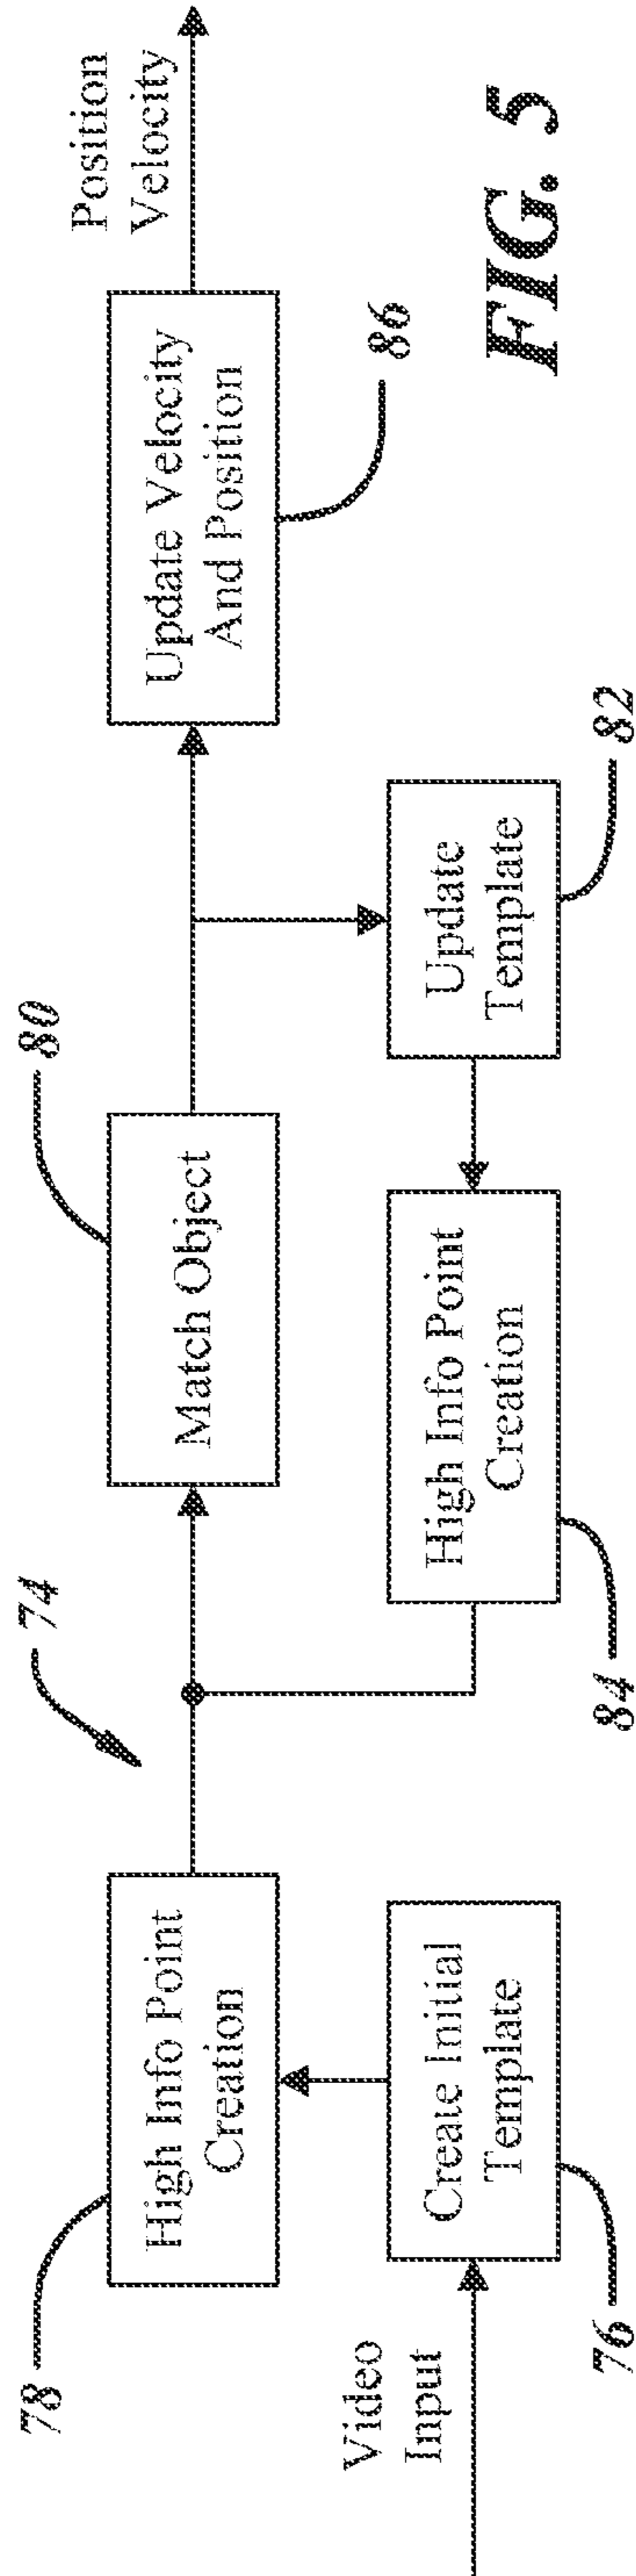 Video
Input
Create Initial
Template
76
78
High Info Point
Creation
74
80
Match Object
High Info Point
Creation
84
Update
Template
82
Update Velocity
And Position
86
Position
Velocity
FIG. 5